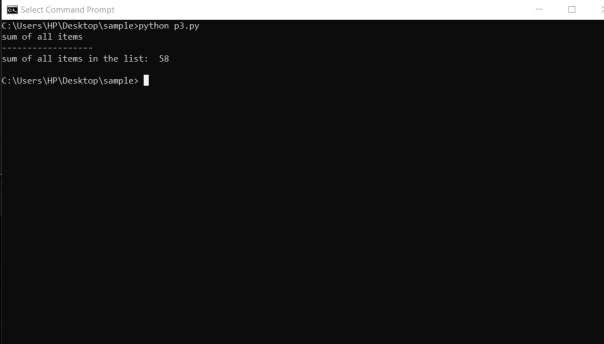 Select Command Prompt
C:\Users\HP\Desktop\sample>python p3.py
sum of all items
------------------
sum of all items in the list:  58
C:\Users\HP\Desktop\sample>